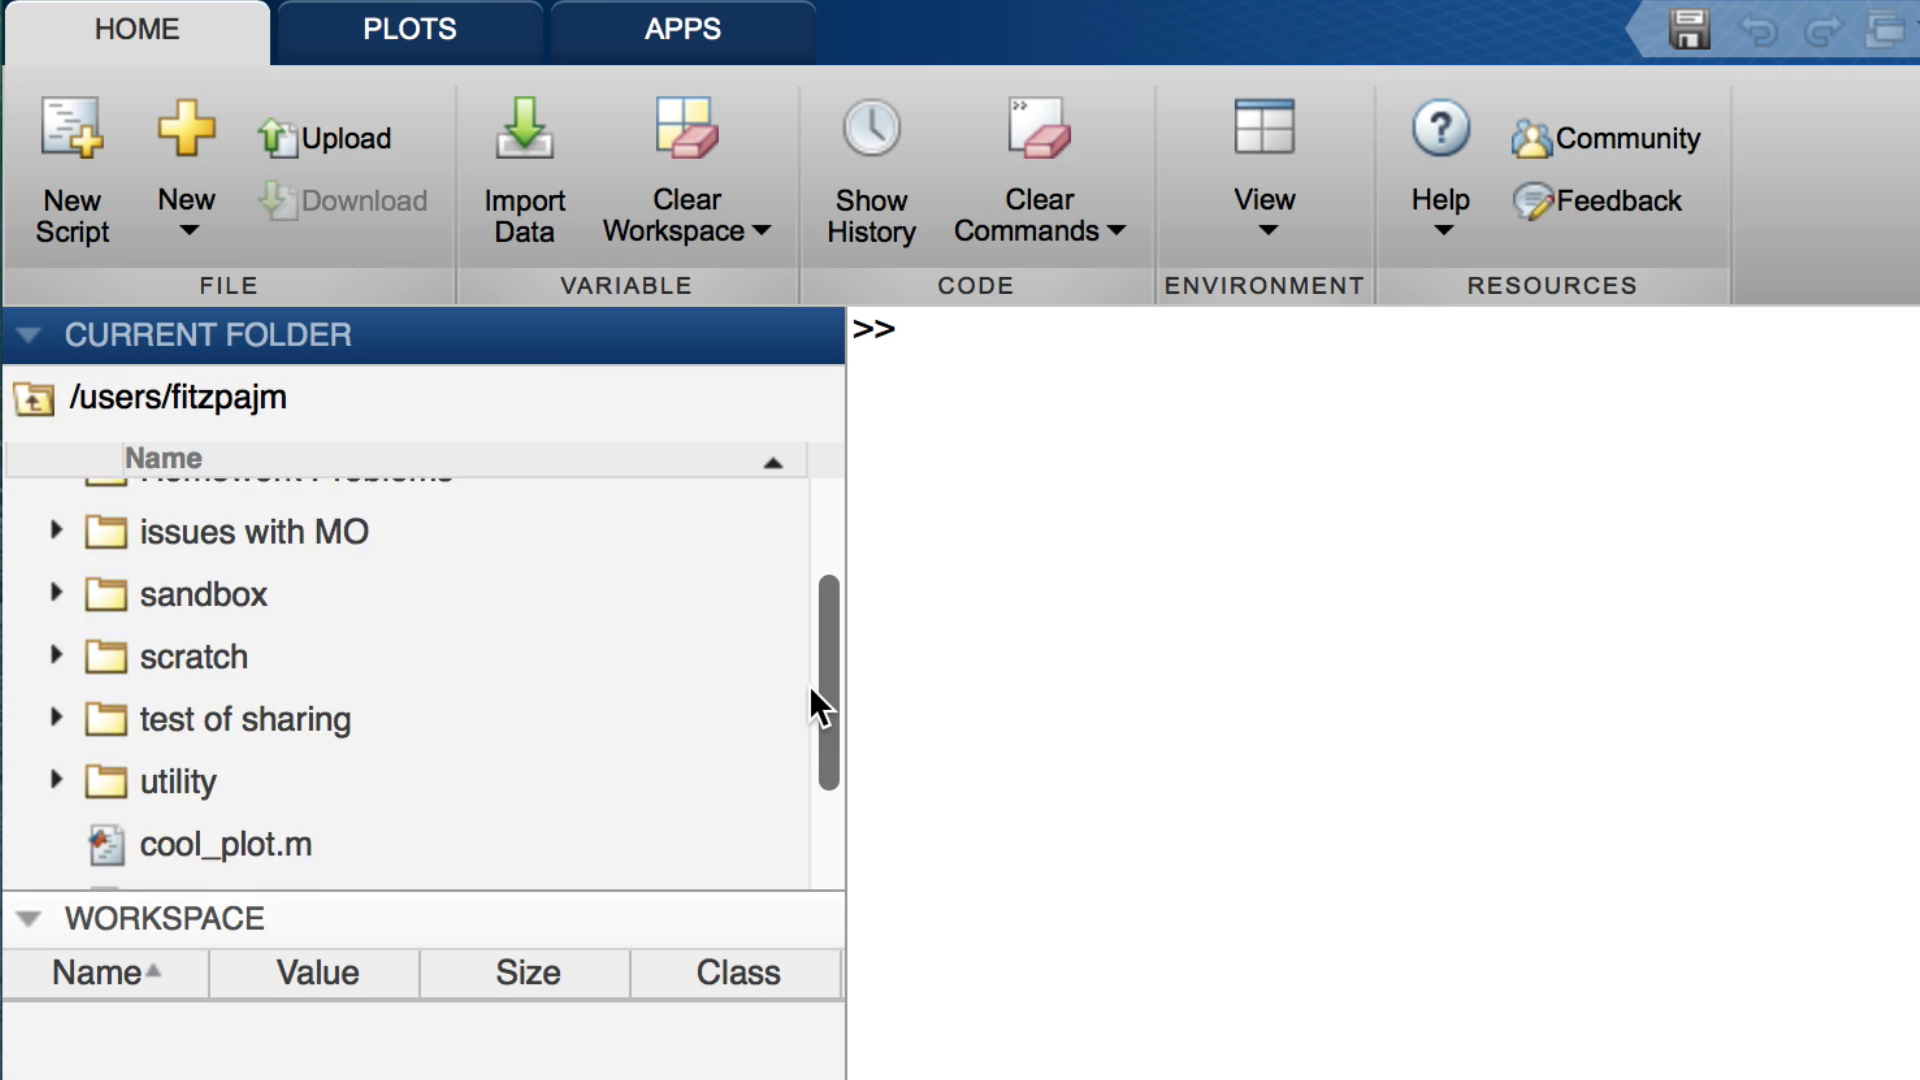 HOME PLOTS APPS
Upload
Community
New Script
New
Download
Import Data
Clear Workspace
Show History
Clear Commands
View
Help
Feedback
FILE VARIABLE CODE ENVIRONMENT RESOURCES
CURRENT FOLDER
>>
/users/fitzpajm
Name
Homework Problems
issues with MO
sandbox
scratch
test of sharing
utility
cool_plot.m
WORKSPACE
Name Value Size Class